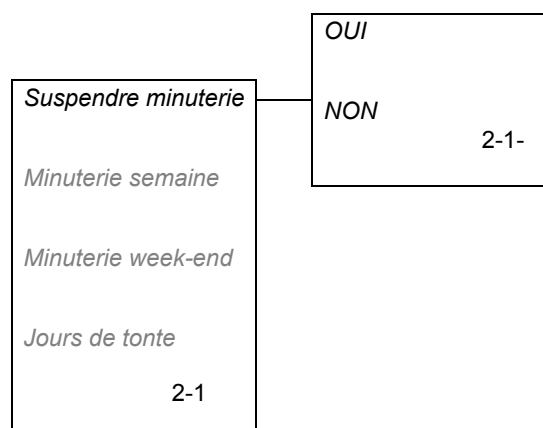 OUI
NON
2-1-
Suspendre minuterie
Minuterie semaine
Minuterie week-end
Jours de tonte
2-1